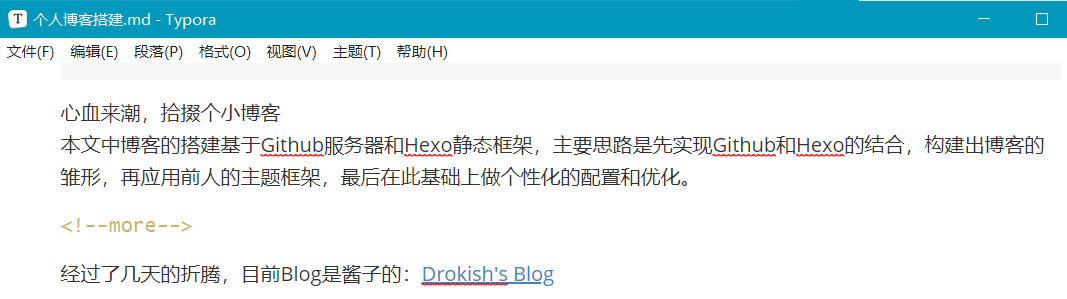 T 个人博客搭建.md - Typora
文件(F) 编辑(E) 段落(P) 格式(O) 视图(V) 主题(T) 帮助(H)
心血来潮，拾掇个小博客
本文中博客的搭建基于Github服务器和Hexo静态框架，主要思路是先实现Github和Hexo的结合，构建出博客的
雏形，再应用前人的主题框架，最后在此基础上做个性化的配置和优化。
<!--more-->
经过了几天的折腾，目前Blog是酱子的：Drokish's Blog